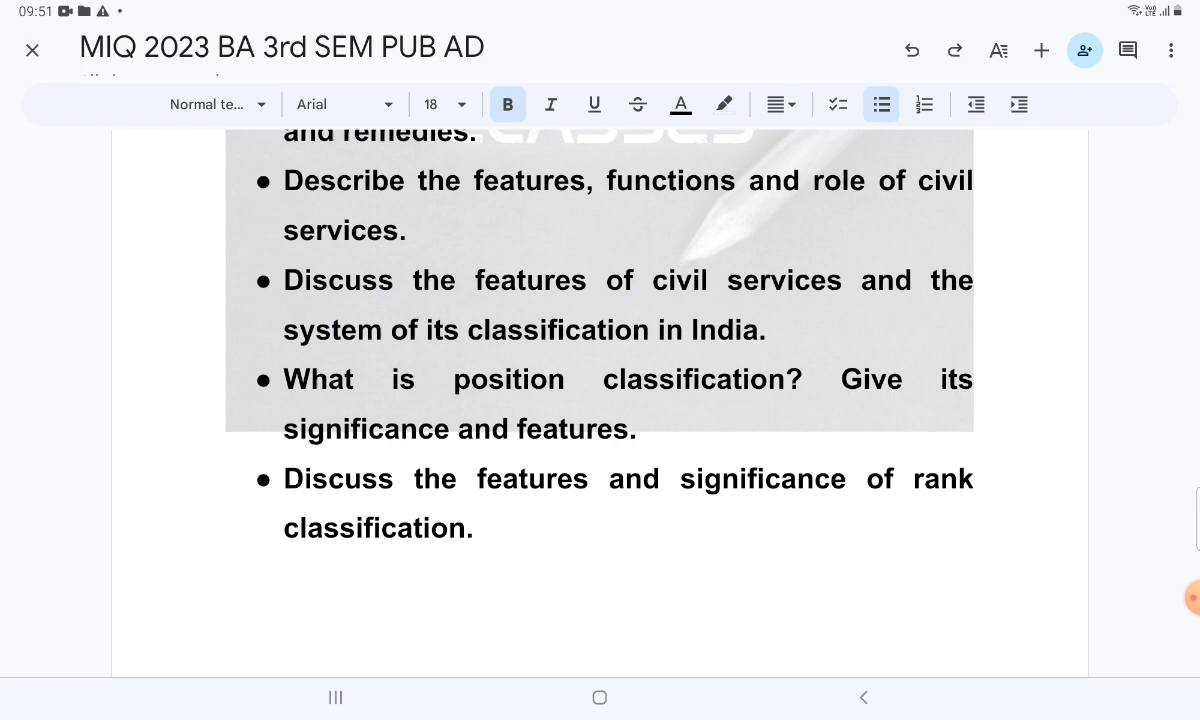 09:51
MIQ 2023 BA 3rd SEM PUB AD
Normal te... Arial 18 B I U S A
and remedies.
● Describe the features, functions and role of civil
services.
● Discuss the features of civil services and the
system of its classification in India.
● What is position classification? Give its
significance and features.
● Discuss the features and significance of rank
classification.